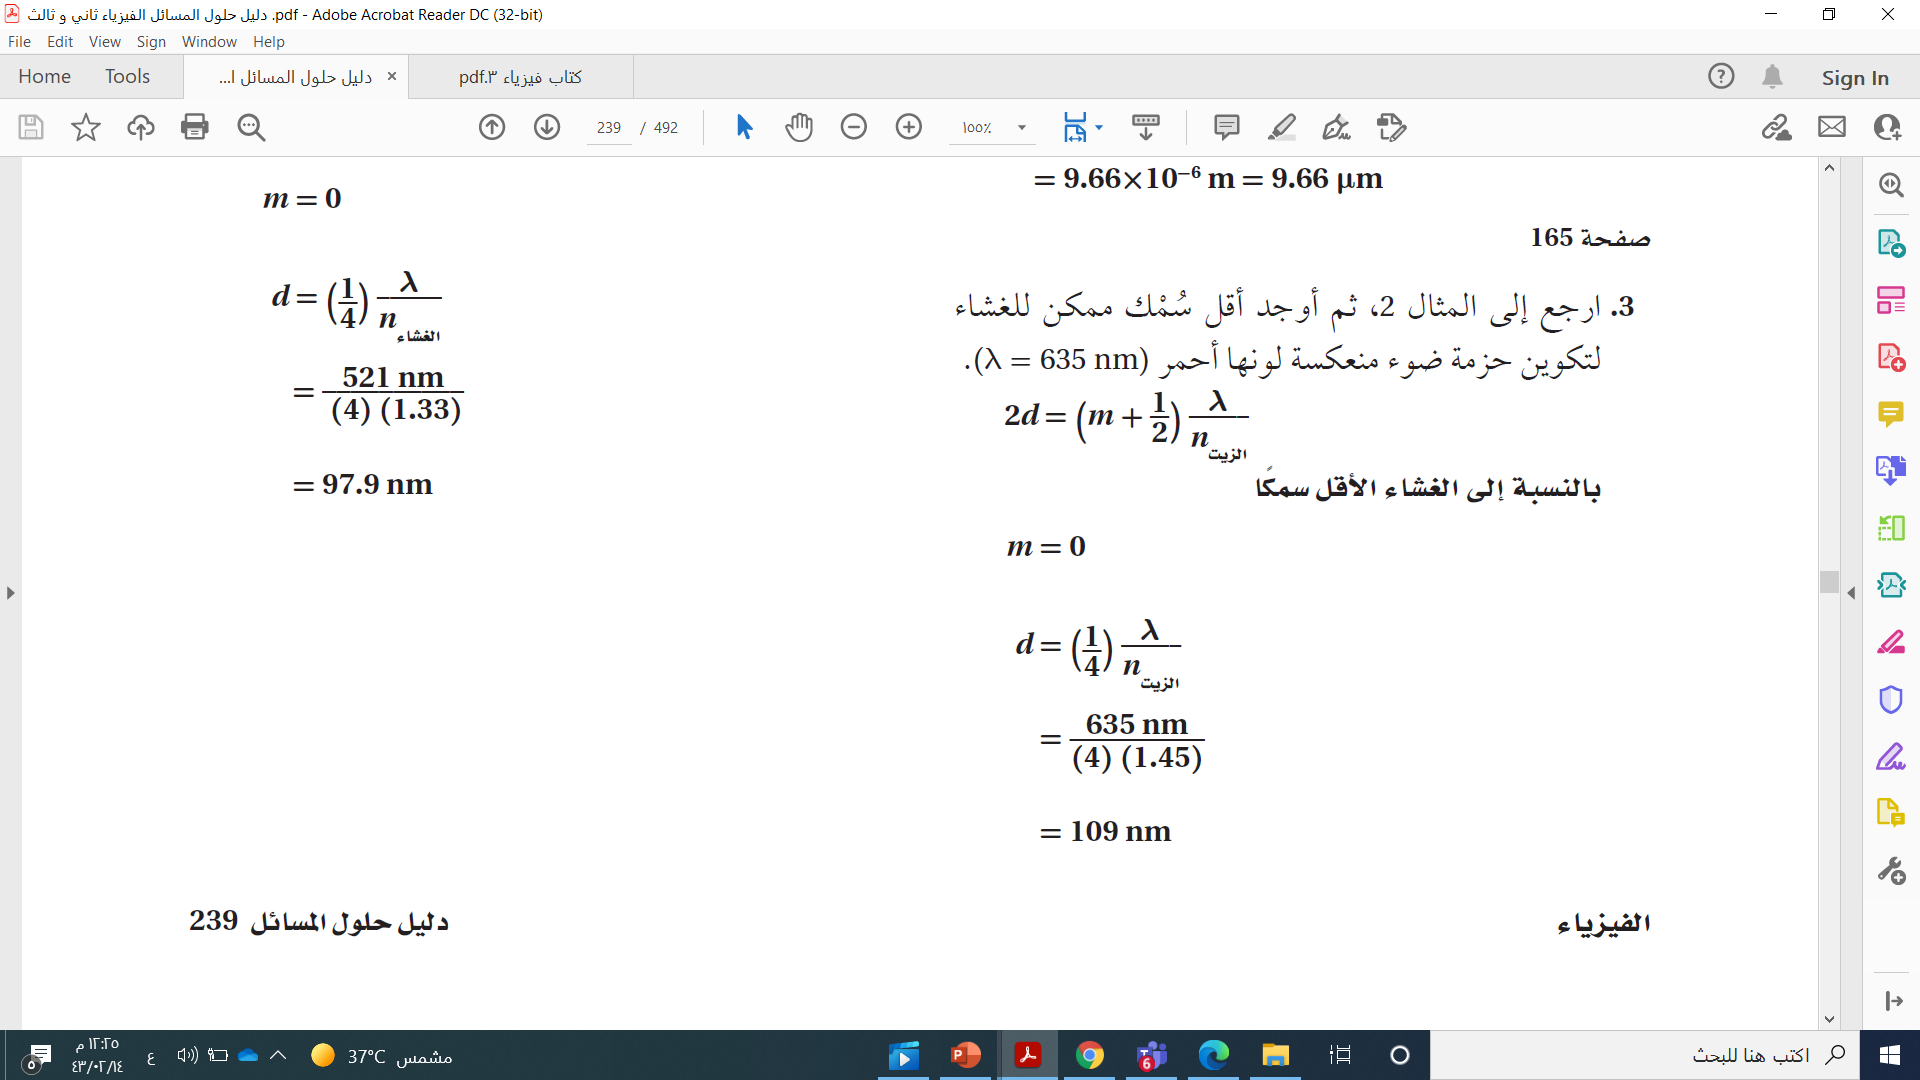 دليل حلول المسائل الفيزياء ثاني و ثالث .pdf - Adobe Acrobat Reader DC (32-bit)
File Edit View Sign Window Help
Home Tools دليل حلول المسائل ا... × كتاب فيزياء ٣.pdf Sign In
239 / 492 ١٠٠٪
= 9.66×10⁻⁶ m = 9.66 μm
صفحة 165
3. ارجع إلى المثال 2، ثم أوجد أقل سُمْك ممكن للغشاء
لتكوين حزمة ضوء منعكسة لونها أحمر (λ = 635 nm).
2d = (m + 1/2) λ/n الزيت
بالنسبة إلى الغشاء الأقل سمكًا
m = 0
d = (1/4) λ/n الزيت
= 635 nm / (4) (1.45)
= 109 nm
m = 0
d = (1/4) λ/n الغشاء
= 521 nm / (4) (1.33)
= 97.9 nm
الفيزياء
دليل حلول المسائل 239
اكتب هنا للبحث
6
37°C مشمس
ع
١٢:٢٥ م
٤٣/٠٢/١٤
٥